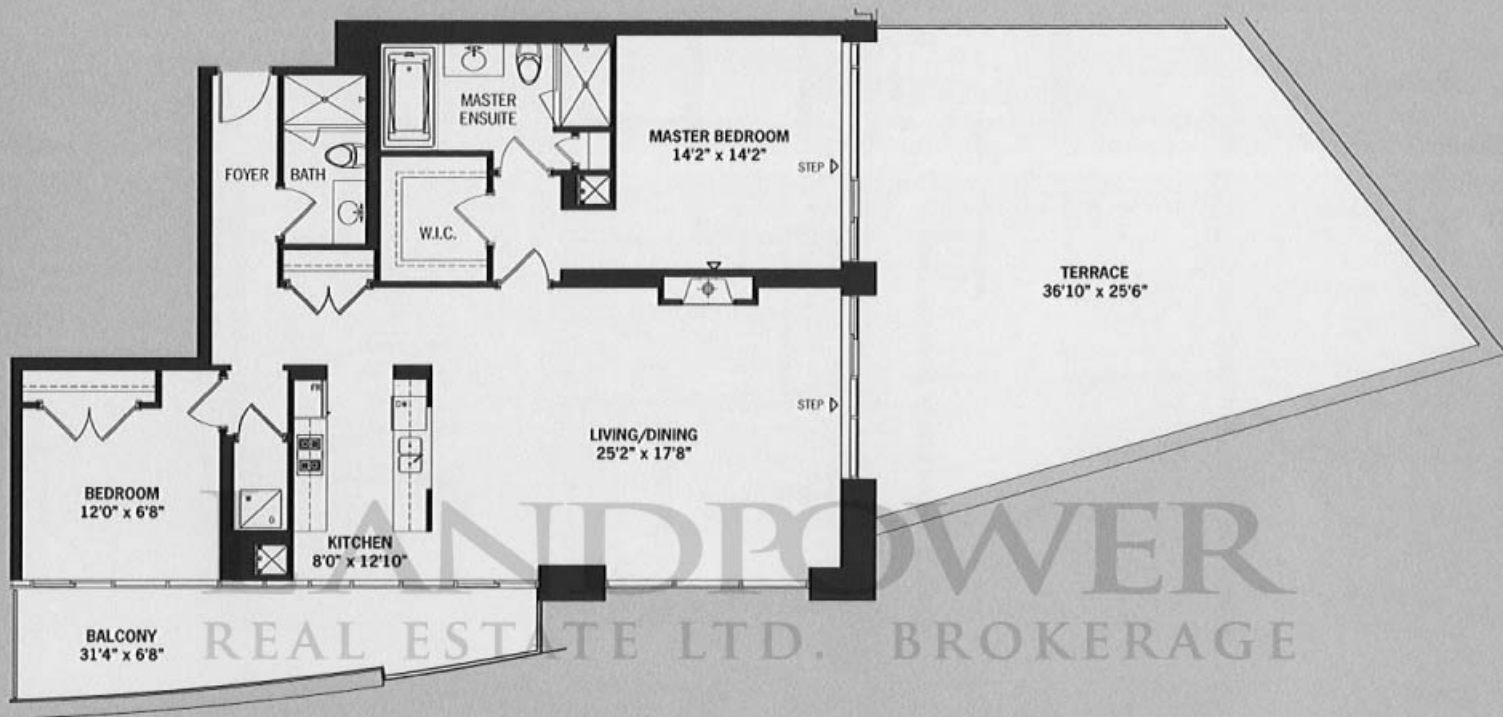 MASTER
ENSUITE
MASTER BEDROOM
14'2" x 14'2"
STEP
FOYER
BATH
W.I.C.
TERRACE
36'10" x 25'6"
STEP
LIVING/DINING
25'2" x 17'8"
FR
BEDROOM
12'0" x 6'8"
KITCHEN
8'0" x 12'10"
BALCONY
31'4" x 6'8"
LANDPOWER
REAL ESTATE LTD. BROKERAGE